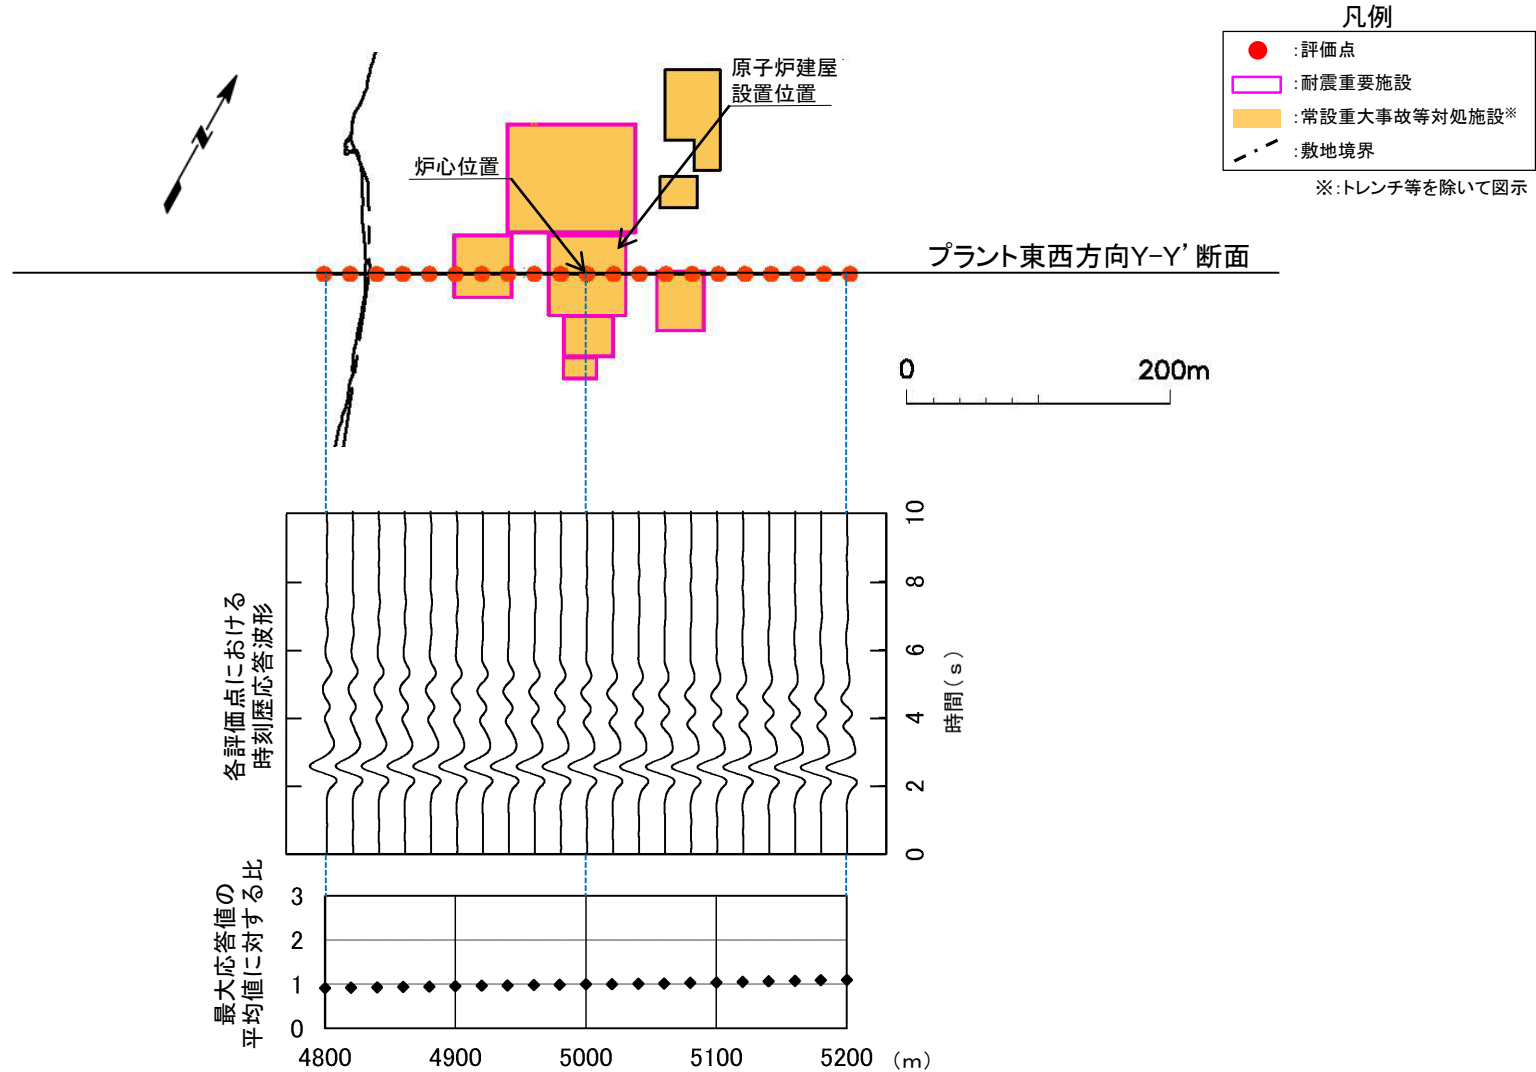 凡例
:評価点
:耐震重要施設
:常設重大事故等対処施設※
:敷地境界
※:トレンチ等を除いて図示
原子炉建屋
設置位置
炉心位置
プラント東西方向Y-Y’断面
0 200m
各評価点における
時刻歴応答波形
10
8
6
4
2
0
時間(s)
最大応答値の
平均値に対する比
3
2
1
0
4800 4900 5000 5100 5200 (m)